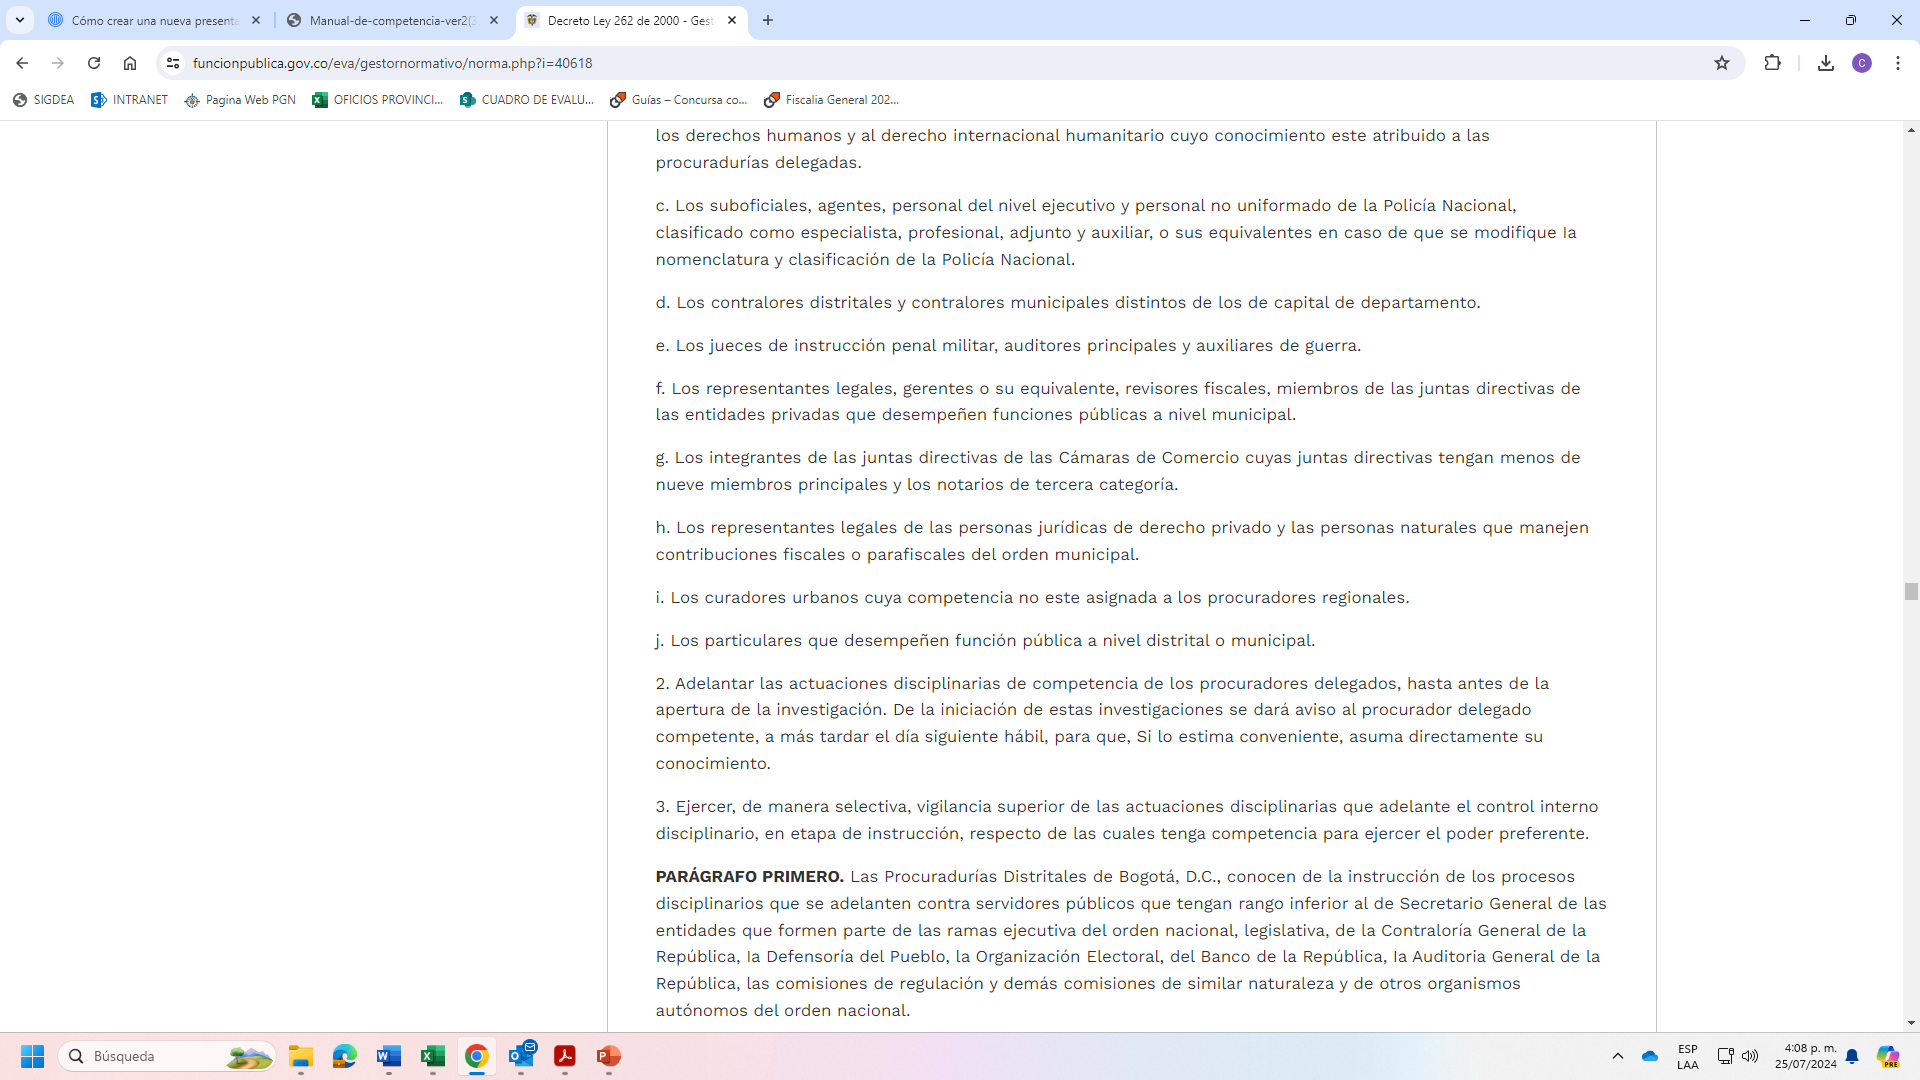 Cómo crear una nueva presenta
Manual-de-competencia-ver2(3
Decreto Ley 262 de 2000 - Gest
funcionpublica.gov.co/eva/gestornormativo/norma.php?i=40618
C
SIGDEA
INTRANET
Pagina Web PGN
OFICIOS PROVINCI...
CUADRO DE EVALU...
Guías – Concursa co...
Fiscalia General 202...
los derechos humanos y al derecho internacional humanitario cuyo conocimiento este atribuido a las
procuradurías delegadas.
c. Los suboficiales, agentes, personal del nivel ejecutivo y personal no uniformado de la Policía Nacional,
clasificado como especialista, profesional, adjunto y auxiliar, o sus equivalentes en caso de que se modifique Ia
nomenclatura y clasificación de la Policía Nacional.
d. Los contralores distritales y contralores municipales distintos de los de capital de departamento.
e. Los jueces de instrucción penal militar, auditores principales y auxiliares de guerra.
f. Los representantes legales, gerentes o su equivalente, revisores fiscales, miembros de las juntas directivas de
las entidades privadas que desempeñen funciones públicas a nivel municipal.
g. Los integrantes de las juntas directivas de las Cámaras de Comercio cuyas juntas directivas tengan menos de
nueve miembros principales y los notarios de tercera categoría.
h. Los representantes legales de las personas jurídicas de derecho privado y las personas naturales que manejen
contribuciones fiscales o parafiscales del orden municipal.
i. Los curadores urbanos cuya competencia no este asignada a los procuradores regionales.
j. Los particulares que desempeñen función pública a nivel distrital o municipal.
2. Adelantar las actuaciones disciplinarias de competencia de los procuradores delegados, hasta antes de la
apertura de la investigación. De la iniciación de estas investigaciones se dará aviso al procurador delegado
competente, a más tardar el día siguiente hábil, para que, Si lo estima conveniente, asuma directamente su
conocimiento.
3. Ejercer, de manera selectiva, vigilancia superior de las actuaciones disciplinarias que adelante el control interno
disciplinario, en etapa de instrucción, respecto de las cuales tenga competencia para ejercer el poder preferente.
PARÁGRAFO PRIMERO. Las Procuradurías Distritales de Bogotá, D.C., conocen de la instrucción de los procesos
disciplinarios que se adelanten contra servidores públicos que tengan rango inferior al de Secretario General de las
entidades que formen parte de las ramas ejecutiva del orden nacional, legislativa, de la Contraloría General de la
República, Ia Defensoría del Pueblo, la Organización Electoral, del Banco de la República, Ia Auditoria General de la
República, las comisiones de regulación y demás comisiones de similar naturaleza y de otros organismos
autónomos del orden nacional.
Búsqueda
ESP
LAA
4:08 p. m.
25/07/2024
PRE